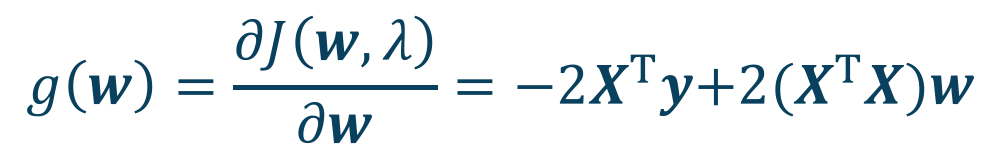 g(w) = ∂J(w, λ)/∂w = −2Xᵀy+2(XᵀX)w